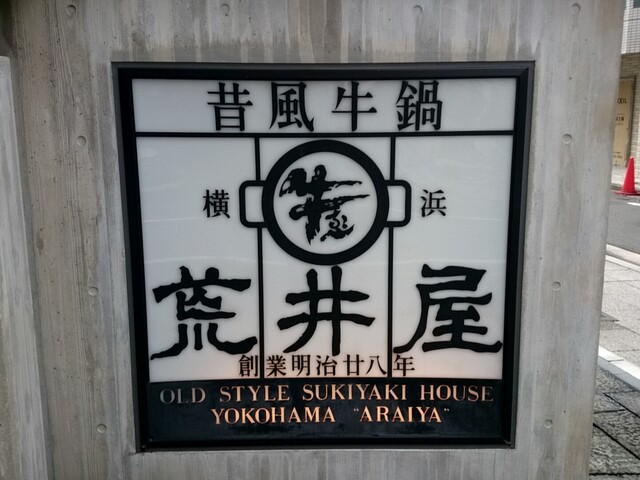 昔風牛鍋
横 浜
荒井屋
創業明治廿八年
OLD STYLE SUKIYAKI HOUSE
YOKOHAMA "ARAIYA"